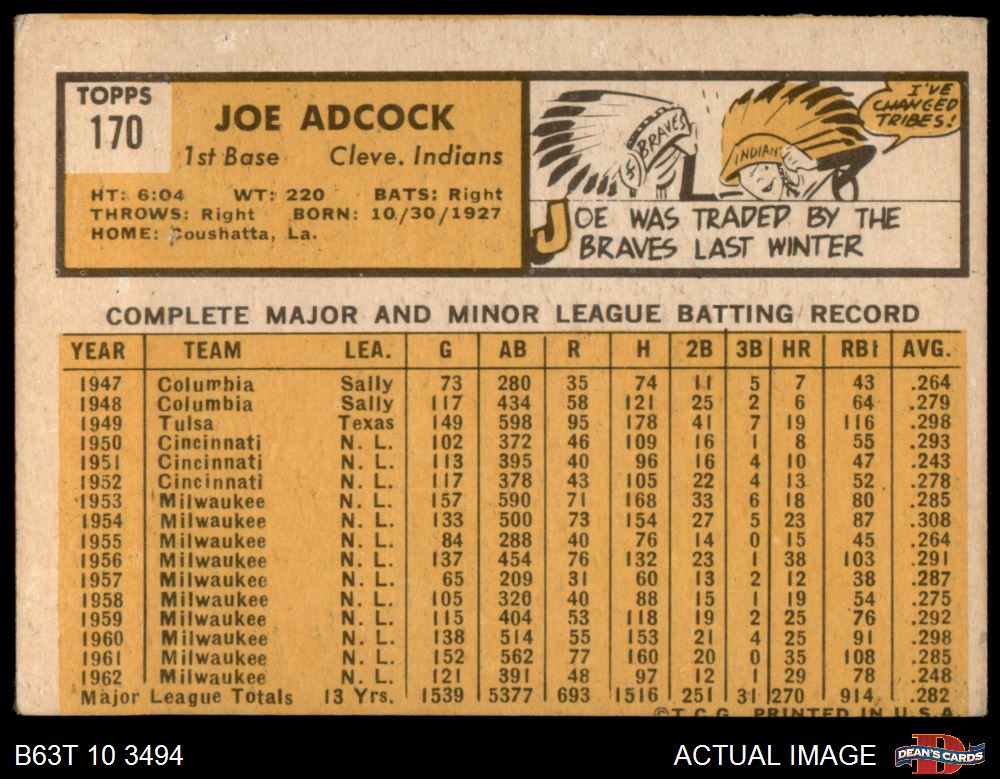 TOPPS
170
JOE ADCOCK
1st Base Cleve. Indians
HT: 6:04 WT: 220 BATS: Right
THROWS: Right BORN: 10/30/1927
HOME: Coushatta, La.
BRAVES
INDIAN
I'VE
CHANGED
TRIBES!
JOE WAS TRADED BY THE
BRAVES LAST WINTER
COMPLETE MAJOR AND MINOR LEAGUE BATTING RECORD
YEAR TEAM LEA. G AB R H 2B 3B HR RBI AVG.
1947 Columbia Sally 73 280 35 74 11 5 7 43 .264
1948 Columbia Sally 117 434 58 121 25 2 6 64 .279
1949 Tulsa Texas 149 598 95 178 41 7 19 116 .298
1950 Cincinnati N. L. 102 372 46 109 16 1 8 55 .293
1951 Cincinnati N. L. 113 395 40 96 16 4 10 47 .243
1952 Cincinnati N. L. 117 378 43 105 22 4 13 52 .278
1953 Milwaukee N. L. 157 590 71 168 33 6 18 80 .285
1954 Milwaukee N. L. 133 500 73 154 27 5 23 87 .308
1955 Milwaukee N. L. 84 288 40 76 14 0 15 45 .264
1956 Milwaukee N. L. 137 454 76 132 23 1 38 103 .291
1957 Milwaukee N. L. 65 209 31 60 13 2 12 38 .287
1958 Milwaukee N. L. 105 320 40 88 15 1 19 54 .275
1959 Milwaukee N. L. 115 404 53 118 19 2 25 76 .292
1960 Milwaukee N. L. 138 514 55 153 21 4 25 91 .298
1961 Milwaukee N. L. 152 562 77 160 20 0 35 108 .285
1962 Milwaukee N. L. 121 391 48 97 12 1 29 78 .248
Major League Totals 13 Yrs. 1539 5377 693 1516 251 31 270 914 .282
©T.C.G. PRINTED IN U.S.A.
B63T 10 3494 ACTUAL IMAGE DEAN'S CARDS